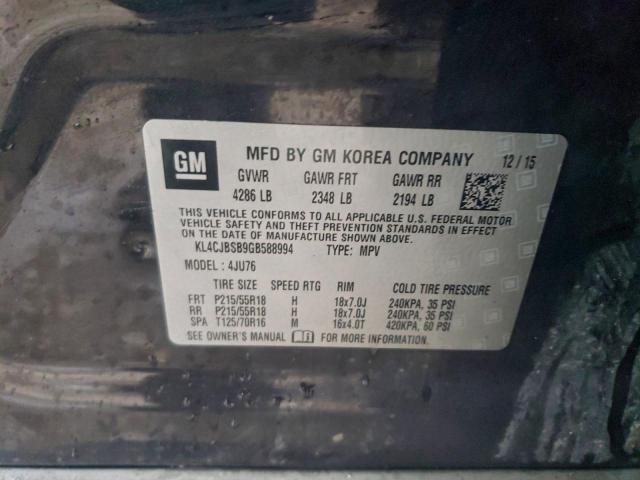 GM MFD BY GM KOREA COMPANY 12/15
GVWR GAWR FRT GAWR RR
4286 LB 2348 LB 2194 LB
THIS VEHICLE CONFORMS TO ALL APPLICABLE U.S. FEDERAL MOTOR
VEHICLE SAFETY AND THEFT PREVENTION STANDARDS IN EFFECT ON
THE DATE OF MANUFACTURE SHOWN ABOVE.
KL4CJBSB9GB588994 TYPE: MPV
MODEL: 4JU76
TIRE SIZE SPEED RTG RIM COLD TIRE PRESSURE
FRT P215/55R18 H 18x7.0J 240KPA, 35 PSI
RR P215/55R18 H 18x7.0J 240KPA, 35 PSI
SPA T125/70R16 M 16x4.0T 420KPA, 60 PSI
SEE OWNER'S MANUAL FOR MORE INFORMATION.